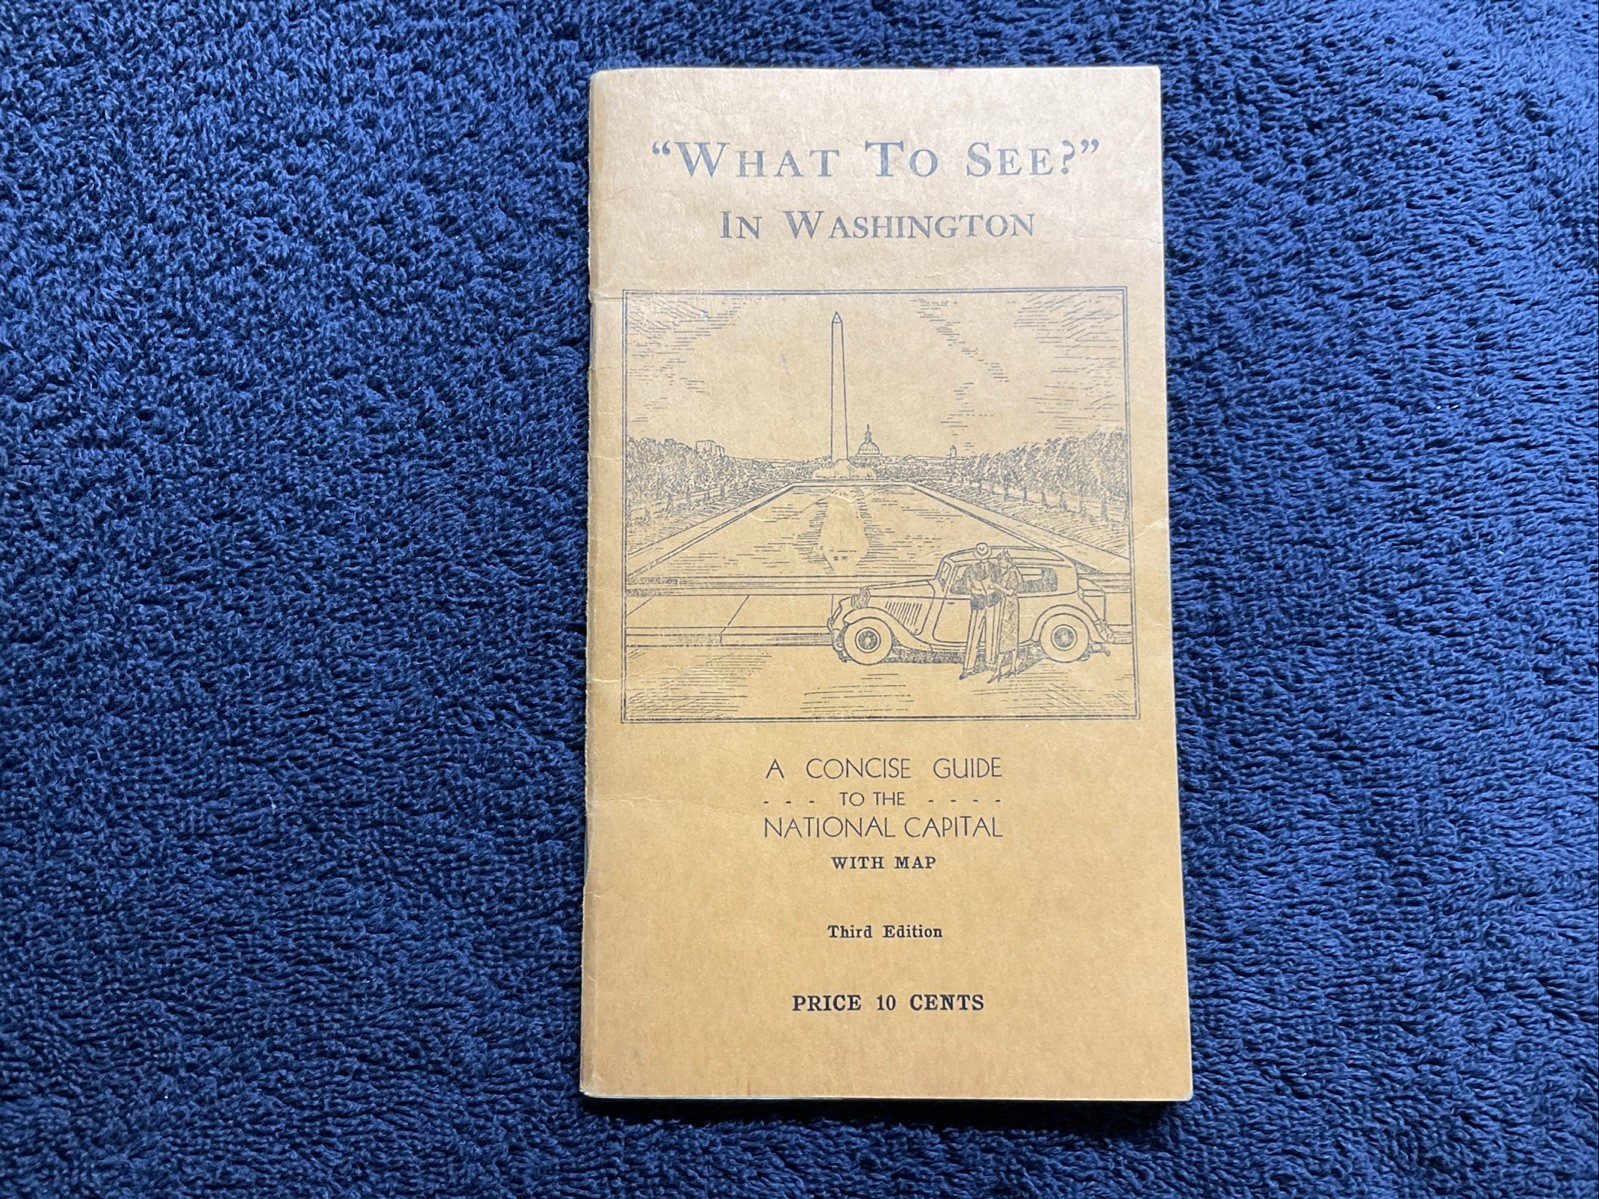 “WHAT TO SEE?”
IN WASHINGTON
A CONCISE GUIDE
- - - TO THE - - - -
NATIONAL CAPITAL
WITH MAP
Third Edition
PRICE 10 CENTS